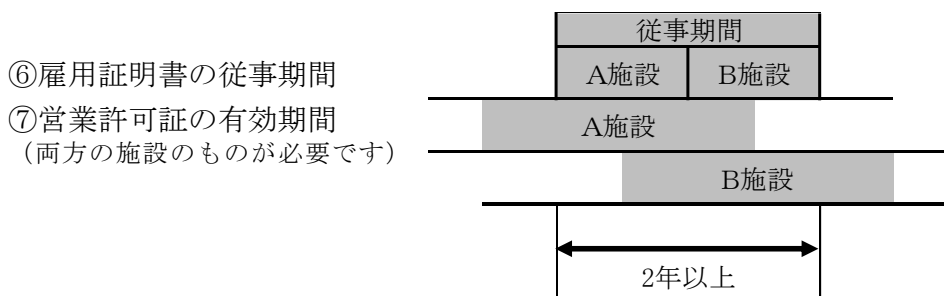 従事期間
⑥雇用証明書の従事期間
A施設 B施設
⑦営業許可証の有効期間
A施設
(両方の施設のものが必要です)
B施設
2年以上